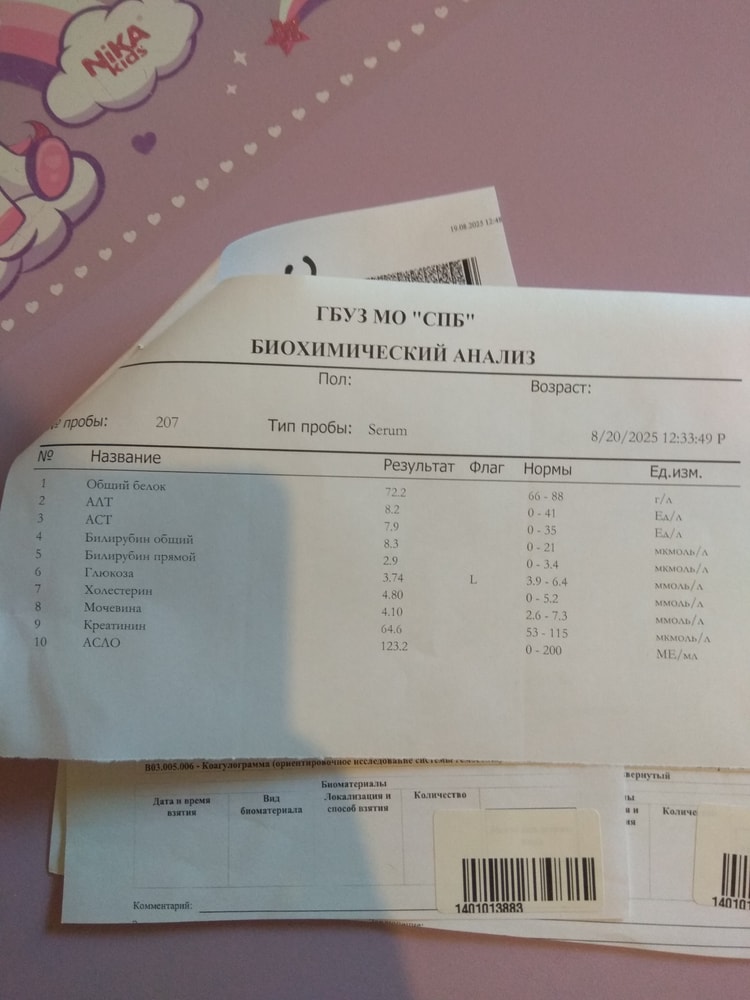 NiKA
kids
19.08.2025 12:48
ГБУЗ МО "СПБ"
БИОХИМИЧЕСКИЙ АНАЛИЗ
Пол: Возраст:
пробы: 207 Тип пробы: Serum 8/20/2025 12:33:49 P
№ Название Результат Флаг Нормы Ед.изм.
1 Общий белок 72.2 66 - 88 г/л
2 АЛТ 8.2 0 - 41 Ед/л
3 АСТ 7.9 0 - 35 Ед/л
4 Билирубин общий 8.3 0 - 21 мкмоль/л
5 Билирубин прямой 2.9 0 - 3.4 мкмоль/л
6 Глюкоза 3.74 L 3.9 - 6.4 ммоль/л
7 Холестерин 4.80 0 - 5.2 ммоль/л
8 Мочевина 4.10 2.6 - 7.3 ммоль/л
9 Креатинин 64.6 53 - 115 мкмоль/л
10 АСЛО 123.2 0 - 200 МЕ/мл
B03.005.006 - Коагулограмма (ориентировочное исследование системы
вернутый
Биоматериалы
Дата и время взятия
Вид биоматериала
Локализация и способ взятия
Количество
Количе
Комментарий:
1401013883
14010